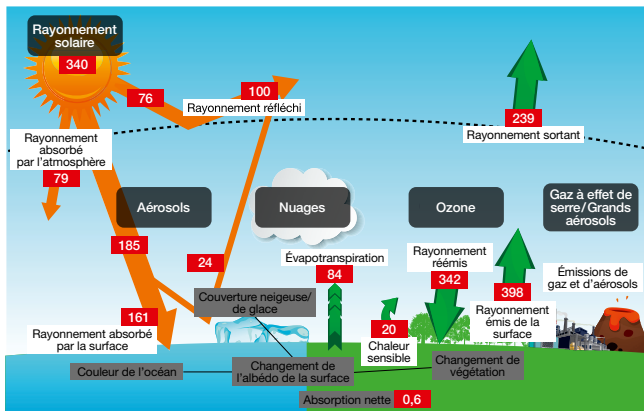 Rayonnement
solaire
340
76
100
Rayonnement réfléchi
239
Rayonnement sortant
Rayonnement
absorbé
par l'atmosphère
79
Aérosols
Nuages
Ozone
Gaz à effet de
serre/Grands
aérosols
185
24
Évapotranspiration
84
Rayonnement
réémis
342
398
Rayonnement
émis de la
surface
Émissions de
gaz et d'aérosols
Couverture neigeuse/
de glace
161
Rayonnement absorbé
par la surface
20
Chaleur
sensible
Couleur de l'océan
Changement de
l'albédo de la surface
Changement de
végétation
Absorption nette 0,6